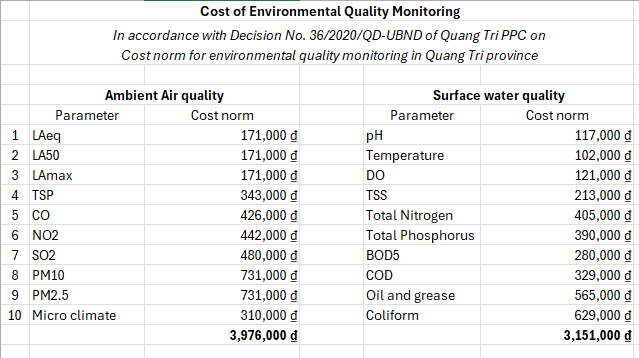 Cost of Environmental Quality Monitoring
In accordance with Decision No. 36/2020/QD-UBND of Quang Tri PPC on
Cost norm for environmental quality monitoring in Quang Tri province
Ambient Air quality Surface water quality
Parameter Cost norm Parameter Cost norm
1 LAeq 171,000 ₫ pH 117,000 ₫
2 LA50 171,000 ₫ Temperature 102,000 ₫
3 LAmax 171,000 ₫ DO 121,000 ₫
4 TSP 343,000 ₫ TSS 213,000 ₫
5 CO 426,000 ₫ Total Nitrogen 405,000 ₫
6 NO2 442,000 ₫ Total Phosphorus 390,000 ₫
7 SO2 480,000 ₫ BOD5 280,000 ₫
8 PM10 731,000 ₫ COD 329,000 ₫
9 PM2.5 731,000 ₫ Oil and grease 565,000 ₫
10 Micro climate 310,000 ₫ Coliform 629,000 ₫
3,976,000 ₫ 3,151,000 ₫